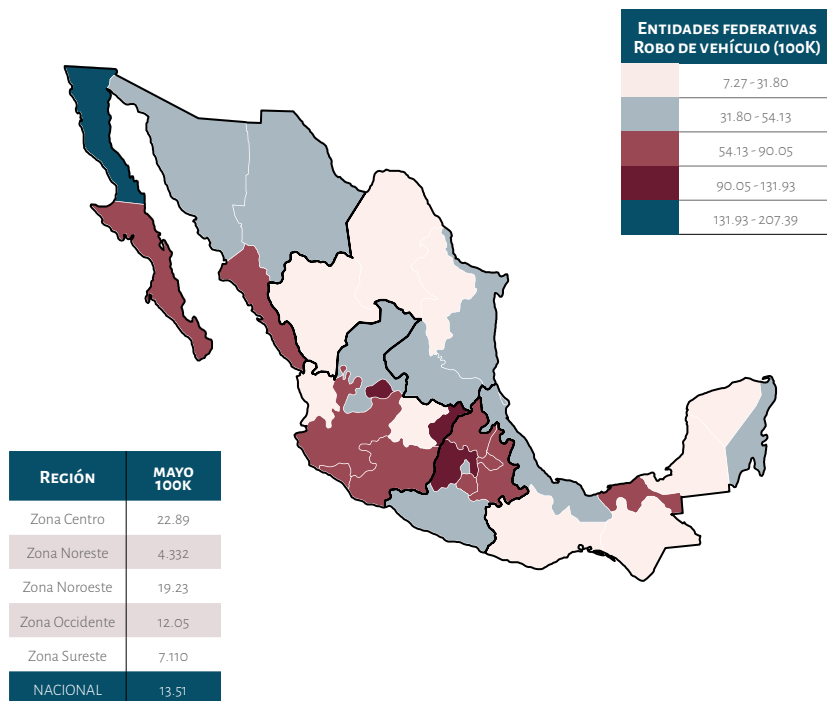 Entidades federativas
Robo de vehículo (100K)
7.27 - 31.80
31.80 - 54.13
54.13 - 90.05
90.05 - 131.93
131.93 - 207.39
Región
mayo
100K
Zona Centro 22.89
Zona Noreste 4.332
Zona Noroeste 19.23
Zona Occidente 12.05
Zona Sureste 7.110
NACIONAL 13.51